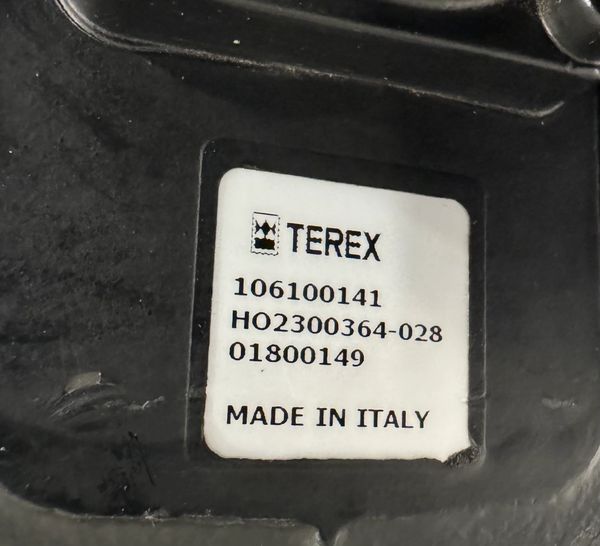 TEREX
106100141
HO2300364-028
01800149
MADE IN ITALY